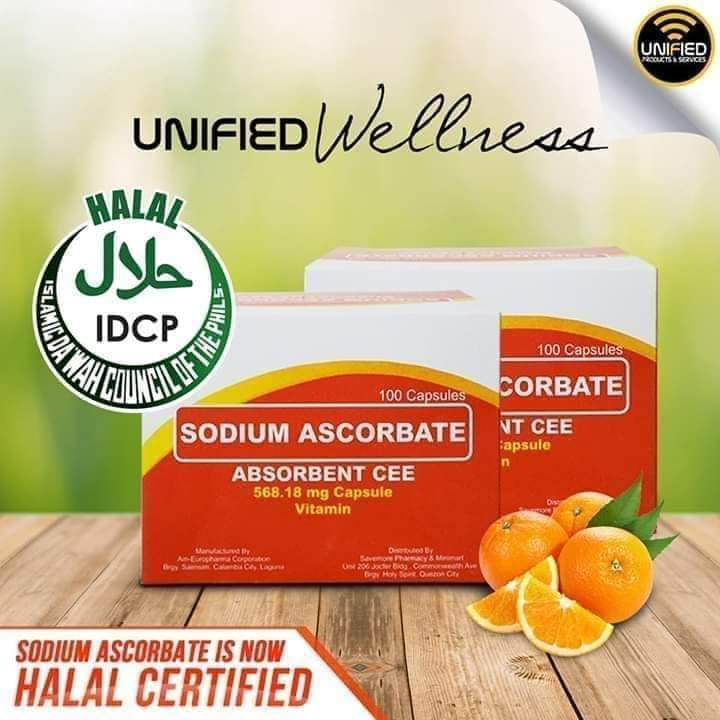 UNIFIED
PRODUCTS & SERVICES
UNIFIED Wellness
HALAL
حلال
IDCP
ISLAMIC DA'WAH COUNCIL OF THE PHILS.
100 Capsules
SODIUM ASCORBATE
ABSORBENT CEE
568.18 mg Capsule
Vitamin
Manufactured By
Am-Europharma Corporation
Brgy. Saimsim, Calamba City, Laguna
Distributed By
Savemore Pharmacy & Minimart
Unit 206 Jocfer Bldg., Commonwealth Ave
Brgy. Holy Spirit, Quezon City
100 Capsules
CORBATE
NT CEE
apsule
n
SODIUM ASCORBATE IS NOW
HALAL CERTIFIED